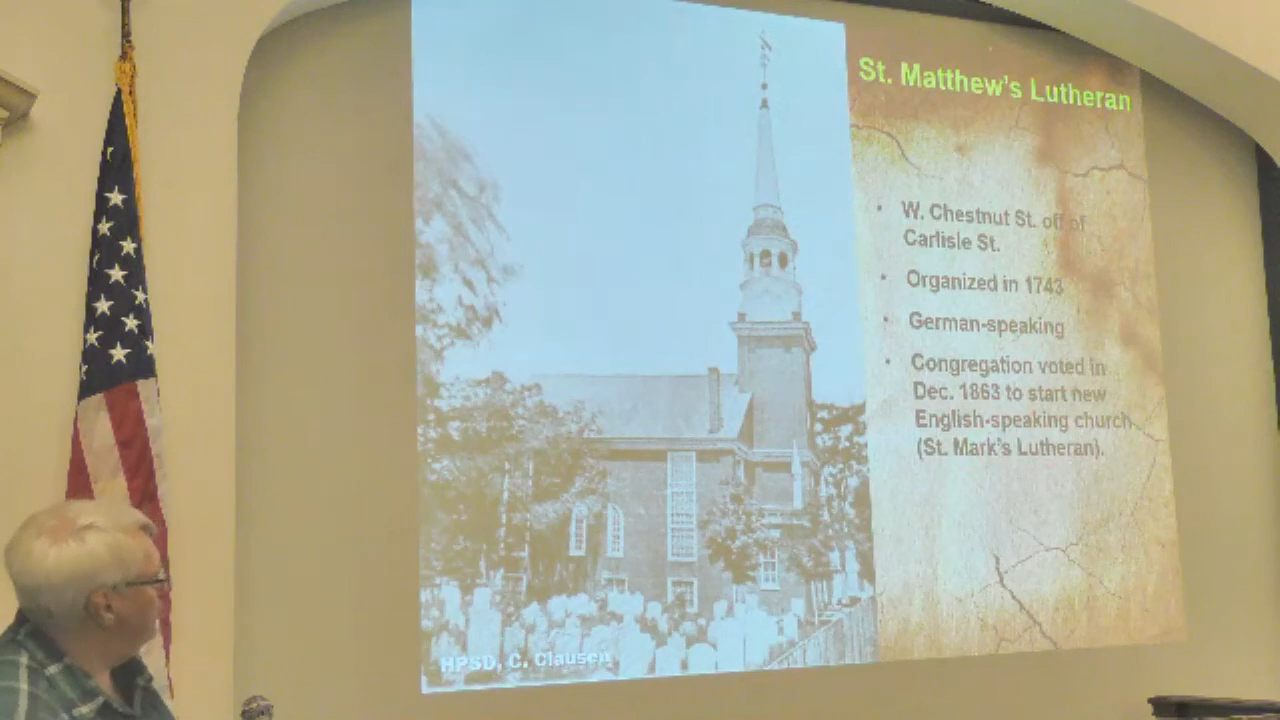 St. Matthew's Lutheran
• W. Chestnut St. off of
Carlisle St.
• Organized in 1743
• German-speaking
• Congregation voted in
Dec. 1863 to start new
English-speaking church
(St. Mark's Lutheran).
HPSD, C. Clausen